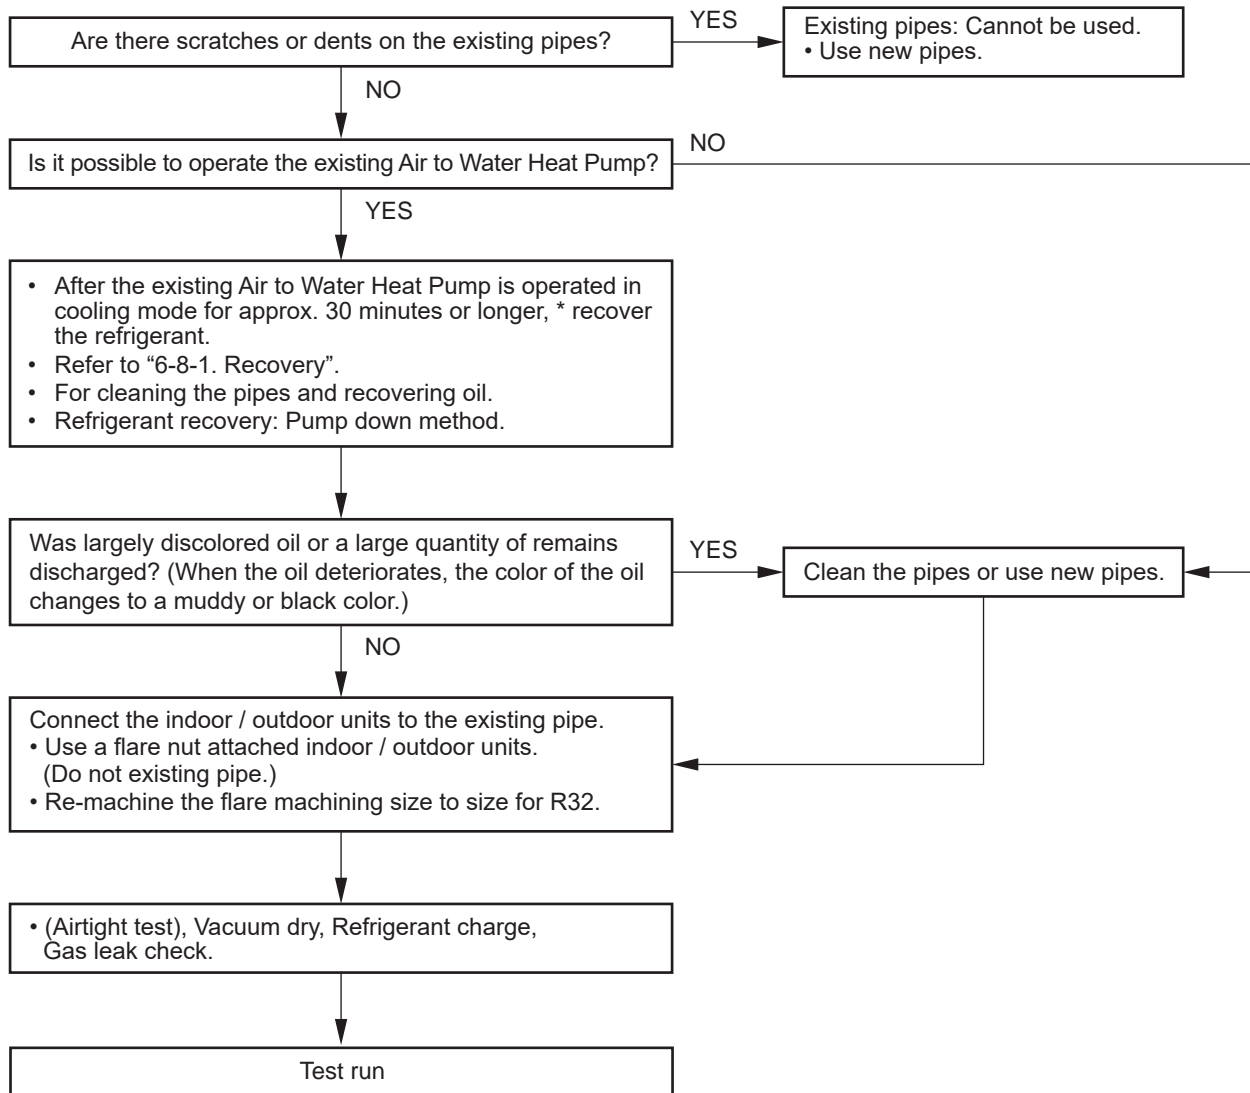 Are there scratches or dents on the existing pipes?
YES
Existing pipes: Cannot be used.
• Use new pipes.
NO
Is it possible to operate the existing Air to Water Heat Pump?
NO
YES
• After the existing Air to Water Heat Pump is operated in
cooling mode for approx. 30 minutes or longer, * recover
the refrigerant.
• Refer to “6-8-1. Recovery”.
• For cleaning the pipes and recovering oil.
• Refrigerant recovery: Pump down method.
Was largely discolored oil or a large quantity of remains
discharged? (When the oil deteriorates, the color of the oil
changes to a muddy or black color.)
YES
Clean the pipes or use new pipes.
NO
Connect the indoor / outdoor units to the existing pipe.
• Use a flare nut attached indoor / outdoor units.
(Do not existing pipe.)
• Re-machine the flare machining size to size for R32.
• (Airtight test), Vacuum dry, Refrigerant charge,
Gas leak check.
Test run